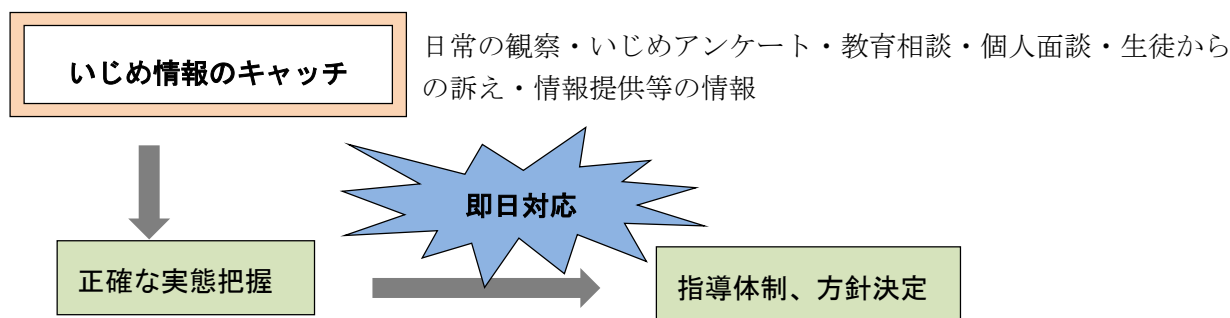 いじめ情報のキャッチ
日常の観察・いじめアンケート・教育相談・個人面談・生徒から
の訴え・情報提供等の情報
即日対応
正確な実態把握
指導体制、方針決定